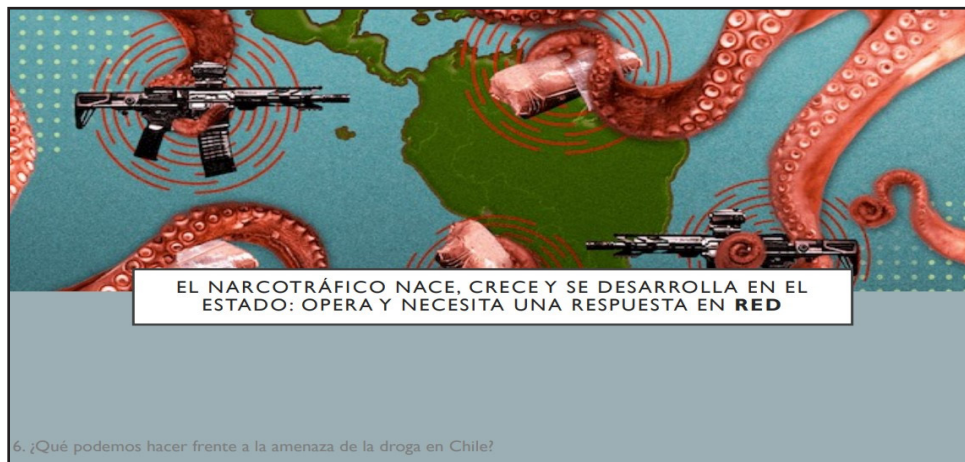 EL NARCOTRÁFICO NACE, CRECE Y SE DESARROLLA EN EL
ESTADO: OPERA Y NECESITA UNA RESPUESTA EN RED
6. ¿Qué podemos hacer frente a la amenaza de la droga en Chile?